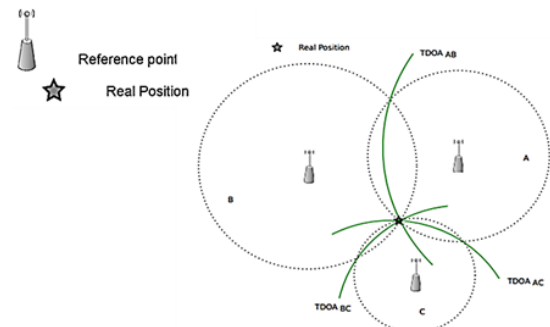 Reference point
Real Position
Real Position
TDOA AB
A
B
TDOA AC
TDOA BC
C